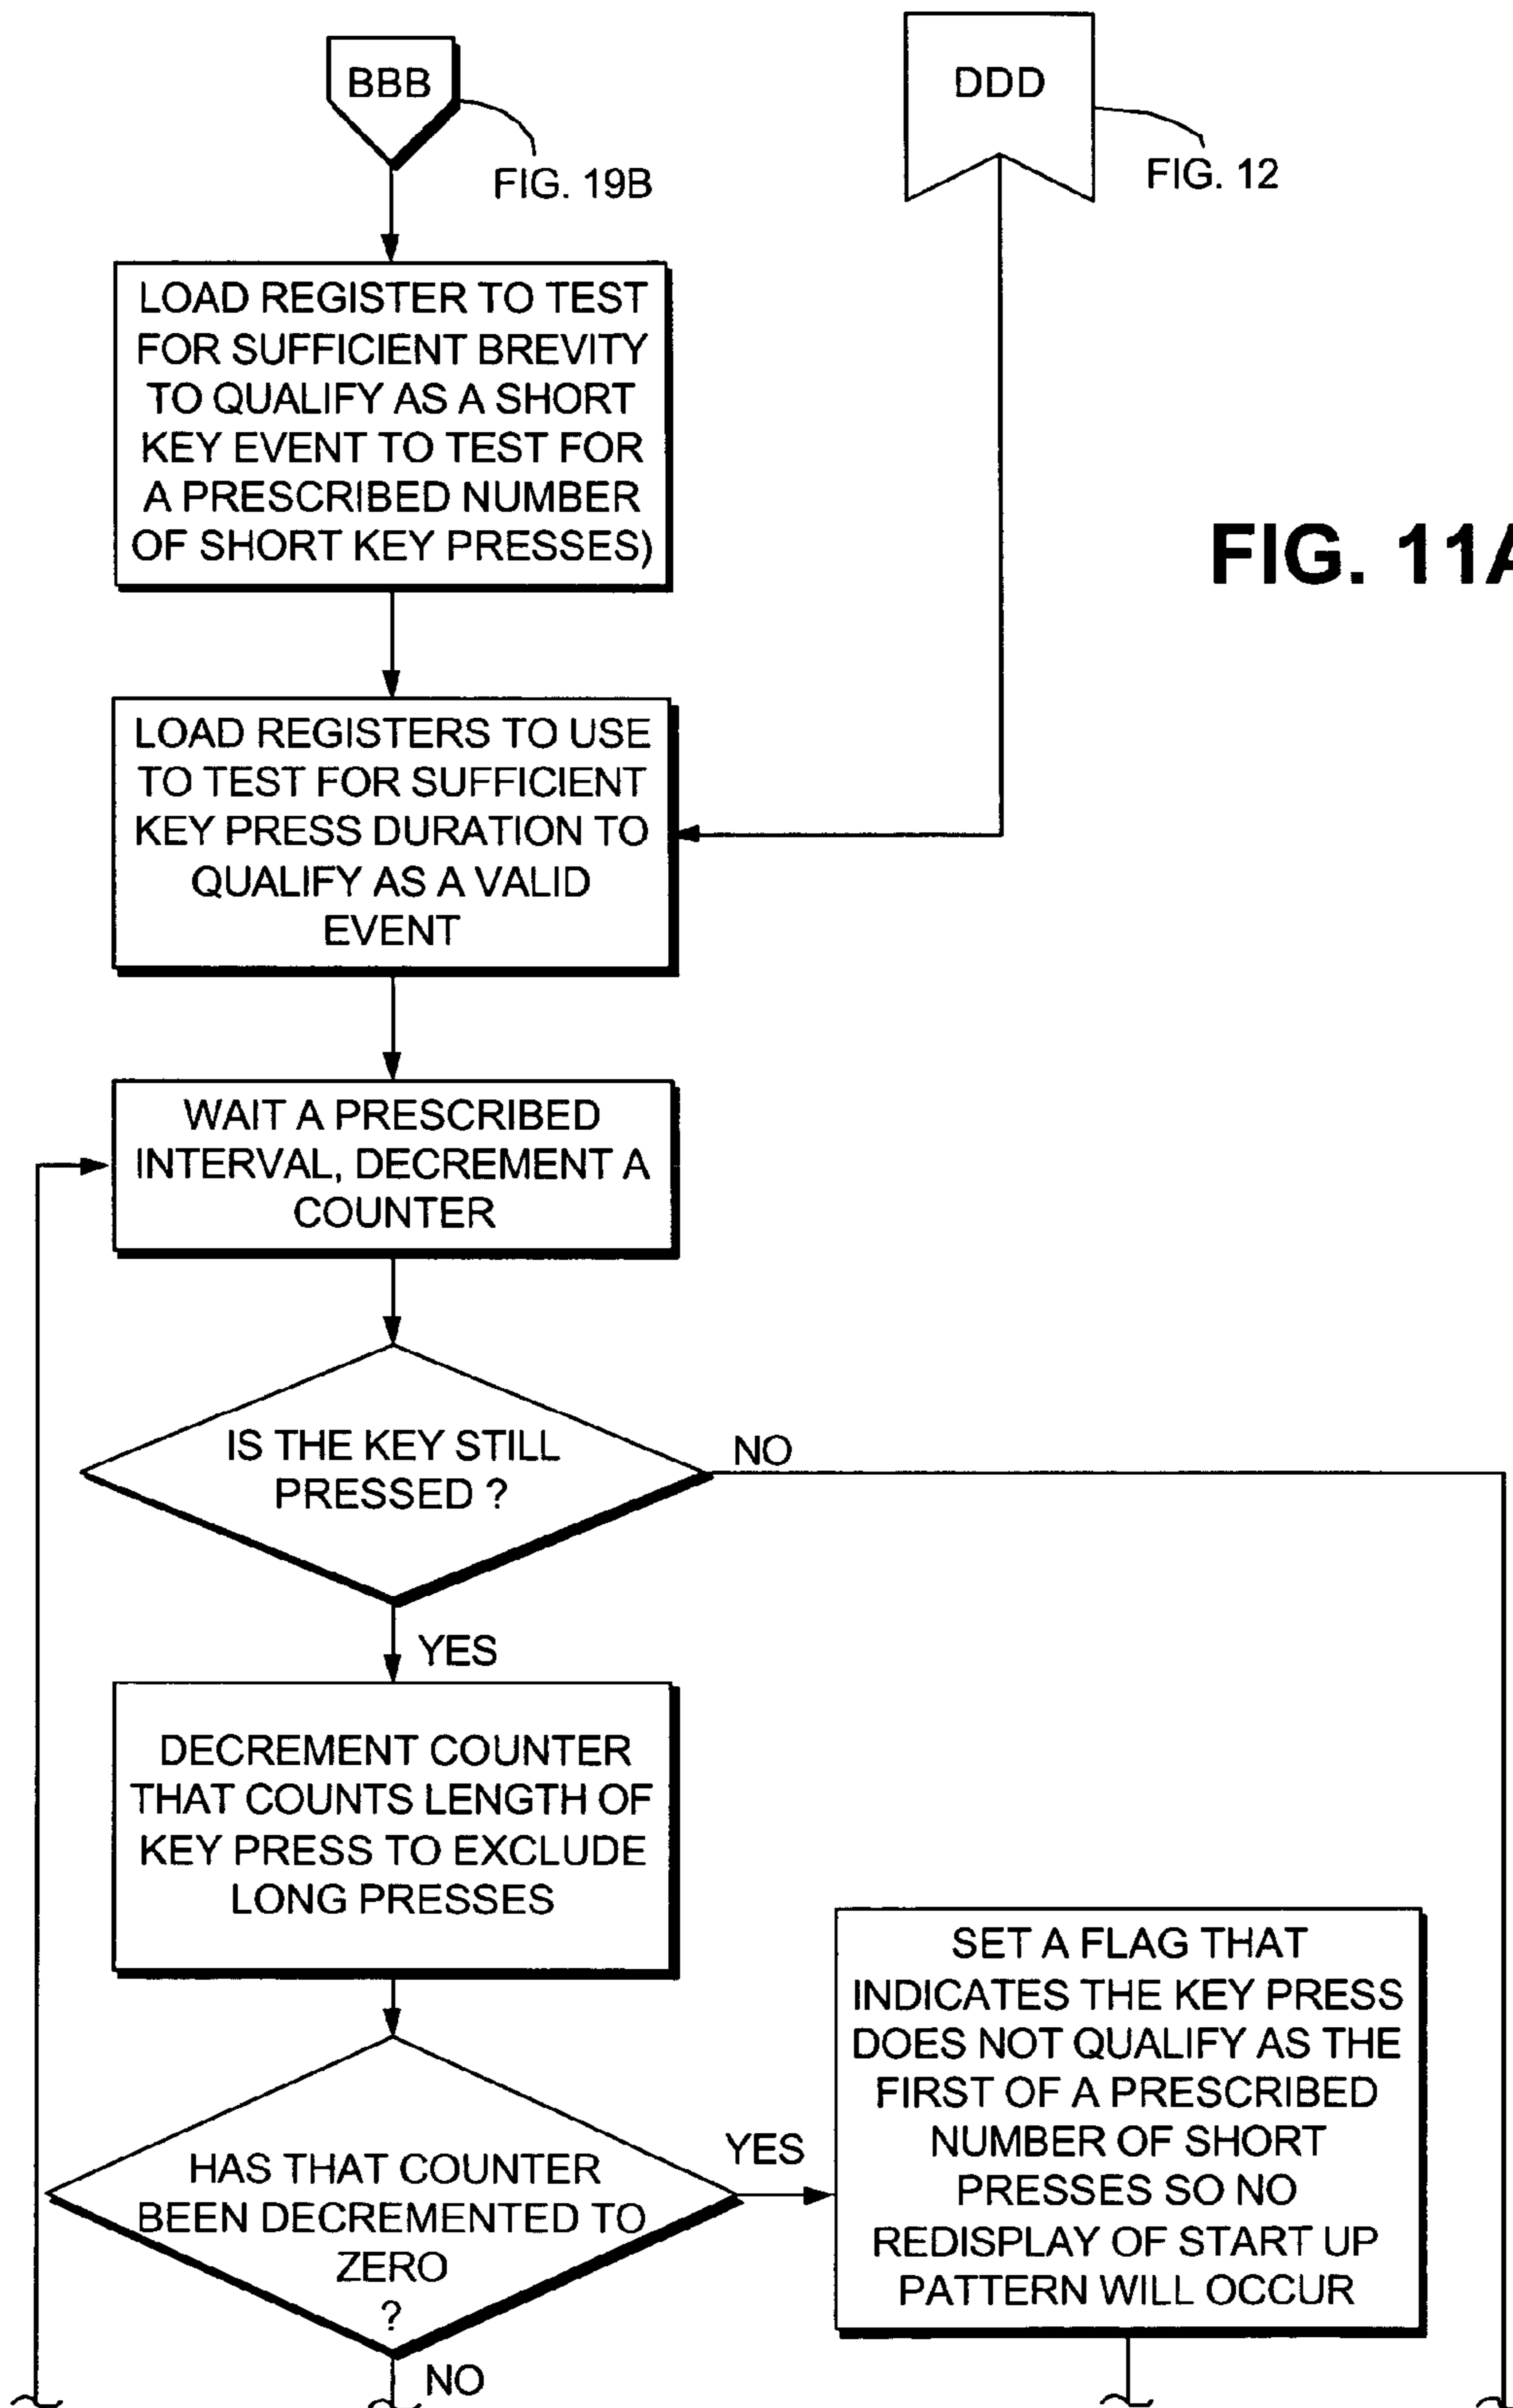 BBB
FIG. 19B
DDD
FIG. 12
LOAD REGISTER TO TEST
FOR SUFFICIENT BREVITY
TO QUALIFY AS A SHORT
KEY EVENT TO TEST FOR
A PRESCRIBED NUMBER
OF SHORT KEY PRESSES)
FIG. 11A
LOAD REGISTERS TO USE
TO TEST FOR SUFFICIENT
KEY PRESS DURATION TO
QUALIFY AS A VALID
EVENT
WAIT A PRESCRIBED
INTERVAL, DECREMENT A
COUNTER
IS THE KEY STILL
PRESSED ?
NO
YES
DECREMENT COUNTER
THAT COUNTS LENGTH OF
KEY PRESS TO EXCLUDE
LONG PRESSES
HAS THAT COUNTER
BEEN DECREMENTED TO
ZERO
?
YES
NO
SET A FLAG THAT
INDICATES THE KEY PRESS
DOES NOT QUALIFY AS THE
FIRST OF A PRESCRIBED
NUMBER OF SHORT
PRESSES SO NO
REDISPLAY OF START UP
PATTERN WILL OCCUR